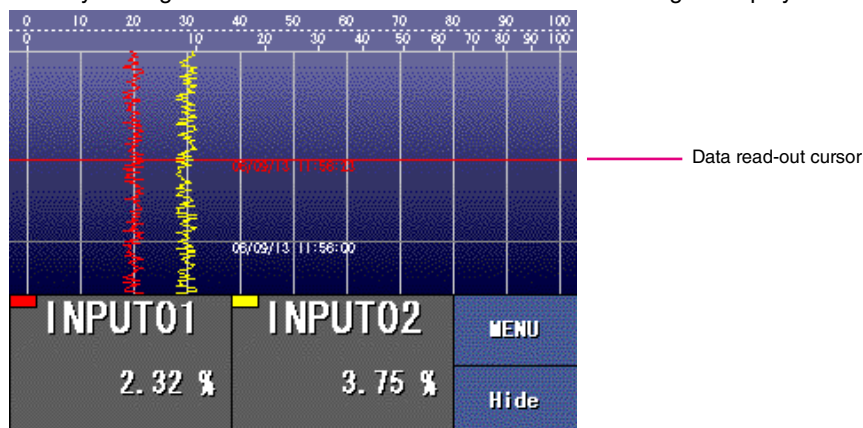 0 10 20 30 40 50 60 70 80 90 100
0 10 20 30 40 50 60 70 80 90 100
Data read-out cursor
06/09/13 11:56:23
06/09/13 11:56:00
INPUT01 INPUT02 MENU
2.32 % 3.75 %
Hide